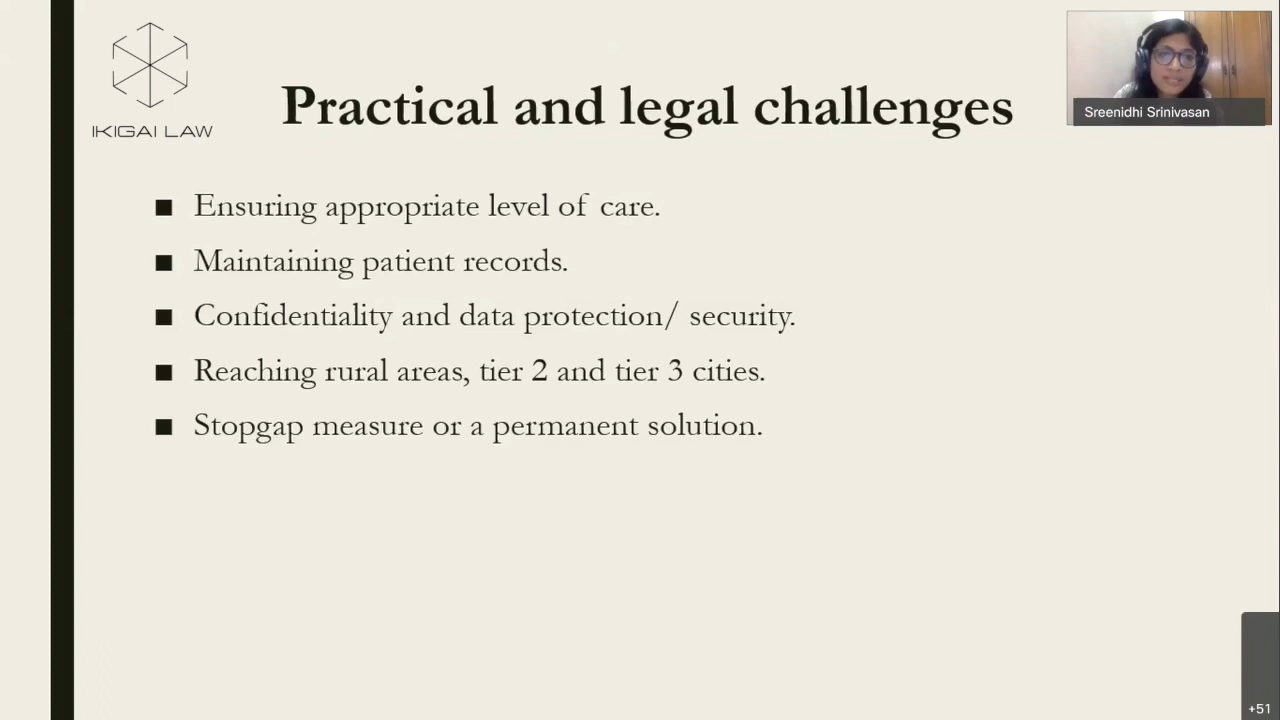 IKIGAI LAW
Practical and legal challenges
Sreenidhi Srinivasan
■ Ensuring appropriate level of care.
■ Maintaining patient records.
■ Confidentiality and data protection/ security.
■ Reaching rural areas, tier 2 and tier 3 cities.
■ Stopgap measure or a permanent solution.
+51